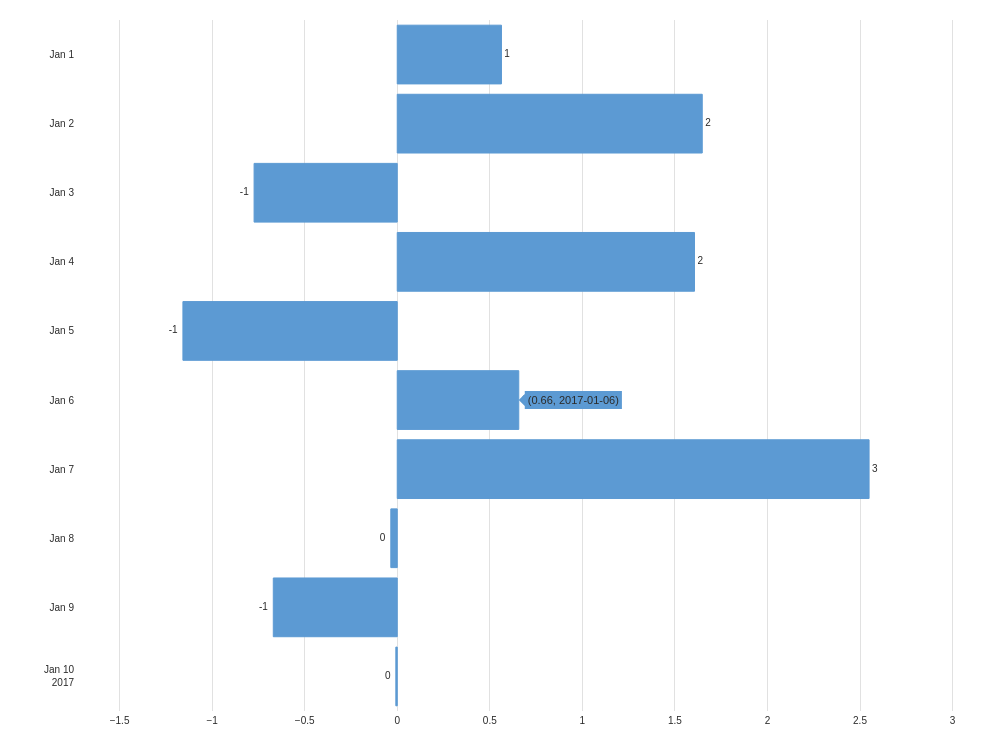 Jan 1
1
Jan 2
2
Jan 3
-1
Jan 4
2
Jan 5
-1
Jan 6
(0.66, 2017-01-06)
Jan 7
3
Jan 8
0
Jan 9
-1
Jan 10
2017
0
−1.5 −1 −0.5 0 0.5 1 1.5 2 2.5 3